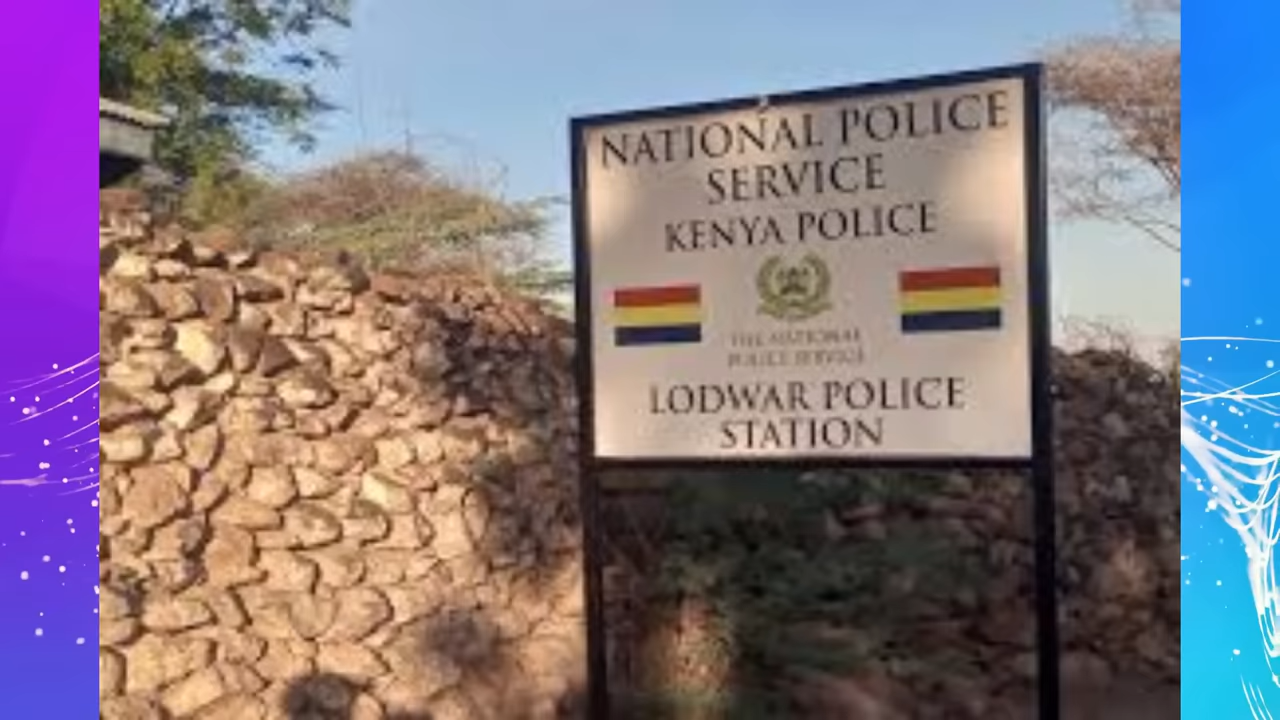 NATIONAL POLICE
SERVICE
KENYA POLICE
THE NATIONAL
POLICE SERVICE
LODWAR POLICE
STATION